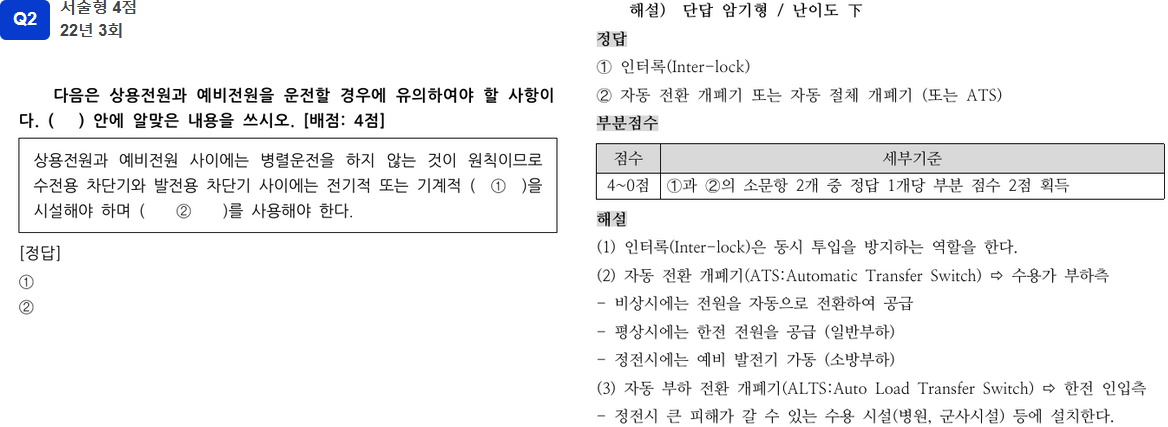 Q2
서술형 4점
22년 3회
다음은 상용전원과 예비전원을 운전할 경우에 유의하여야 할 사항이
다. ( ) 안에 알맞은 내용을 쓰시오. [배점: 4점]
상용전원과 예비전원 사이에는 병렬운전을 하지 않는 것이 원칙이므로
수전용 차단기와 발전용 차단기 사이에는 전기적 또는 기계적 ( ① )을
시설해야 하며 ( ② )를 사용해야 한다.
[정답]
①
②
해설) 단답 암기형 / 난이도 下
정답
① 인터록(Inter-lock)
② 자동 전환 개폐기 또는 자동 절체 개폐기 (또는 ATS)
부분점수
점수 세부기준
4~0점 ①과 ②의 소문항 2개 중 정답 1개당 부분 점수 2점 획득
해설
(1) 인터록(Inter-lock)은 동시 투입을 방지하는 역할을 한다.
(2) 자동 전환 개폐기(ATS:Automatic Transfer Switch) ⇨ 수용가 부하측
- 비상시에는 전원을 자동으로 전환하여 공급
- 평상시에는 한전 전원을 공급 (일반부하)
- 정전시에는 예비 발전기 가동 (소방부하)
(3) 자동 부하 전환 개폐기(ALTS:Auto Load Transfer Switch) ⇨ 한전 인입측
- 정전시 큰 피해가 갈 수 있는 수용 시설(병원, 군사시설) 등에 설치한다.